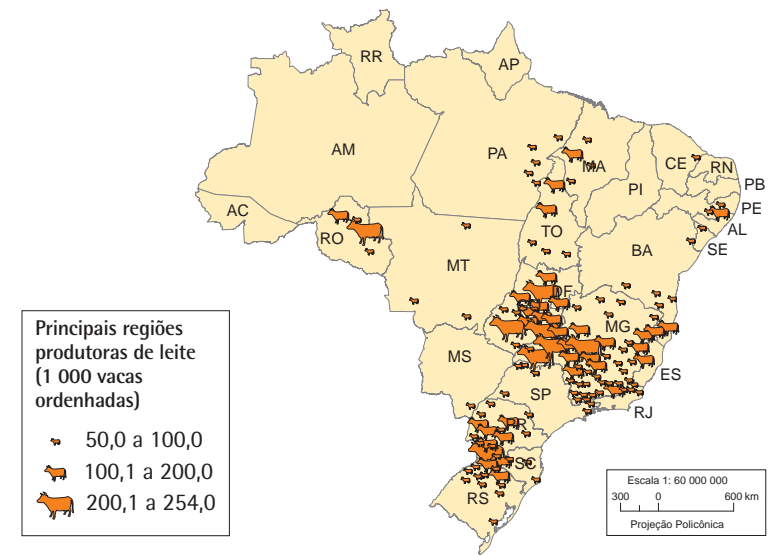 RR
AP
AM
PA
MA
CE
RN
PB
PI
PE
AC
AL
TO
SE
RO
BA
MT
DF
GO
MG
MS
ES
SP
RJ
PR
SC
RS
Principais regiões
produtoras de leite
(1 000 vacas
ordenhadas)
50,0 a 100,0
100,1 a 200,0
200,1 a 254,0
Escala 1: 60 000 000
300 0 600 km
Projeção Policônica